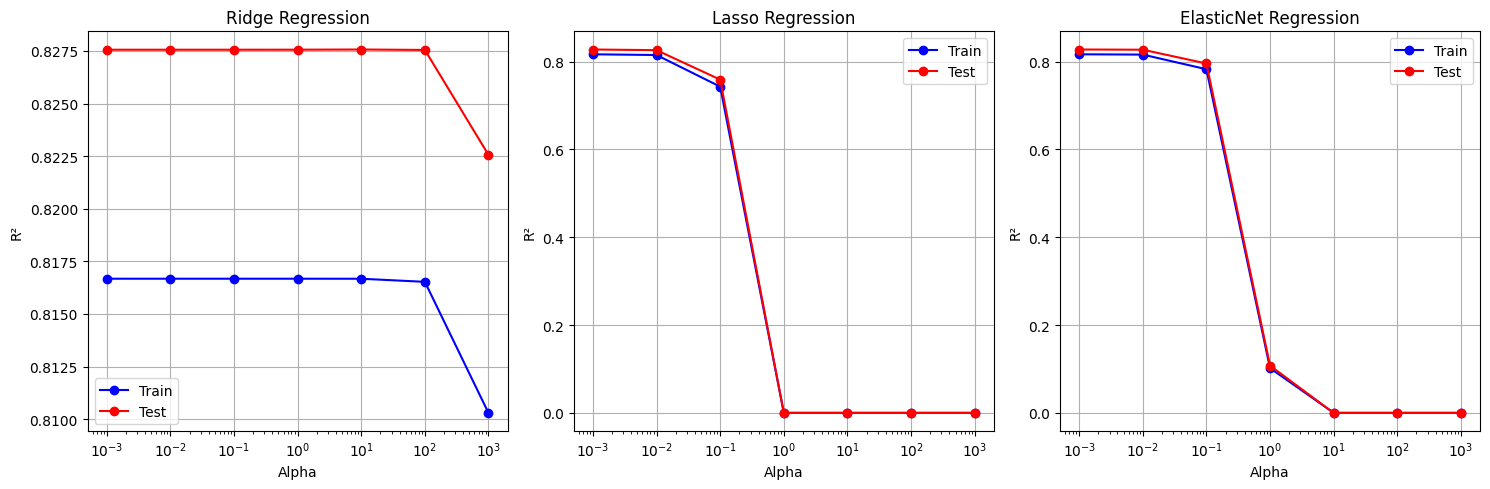 Ridge Regression
R²
0.8275
0.8250
0.8225
0.8200
0.8175
0.8150
0.8125
0.8100
Train
Test
10⁻³ 10⁻² 10⁻¹ 10⁰ 10¹ 10² 10³
Alpha
Lasso Regression
R²
0.8
0.6
0.4
0.2
0.0
Train
Test
10⁻³ 10⁻² 10⁻¹ 10⁰ 10¹ 10² 10³
Alpha
ElasticNet Regression
R²
0.8
0.6
0.4
0.2
0.0
Train
Test
10⁻³ 10⁻² 10⁻¹ 10⁰ 10¹ 10² 10³
Alpha